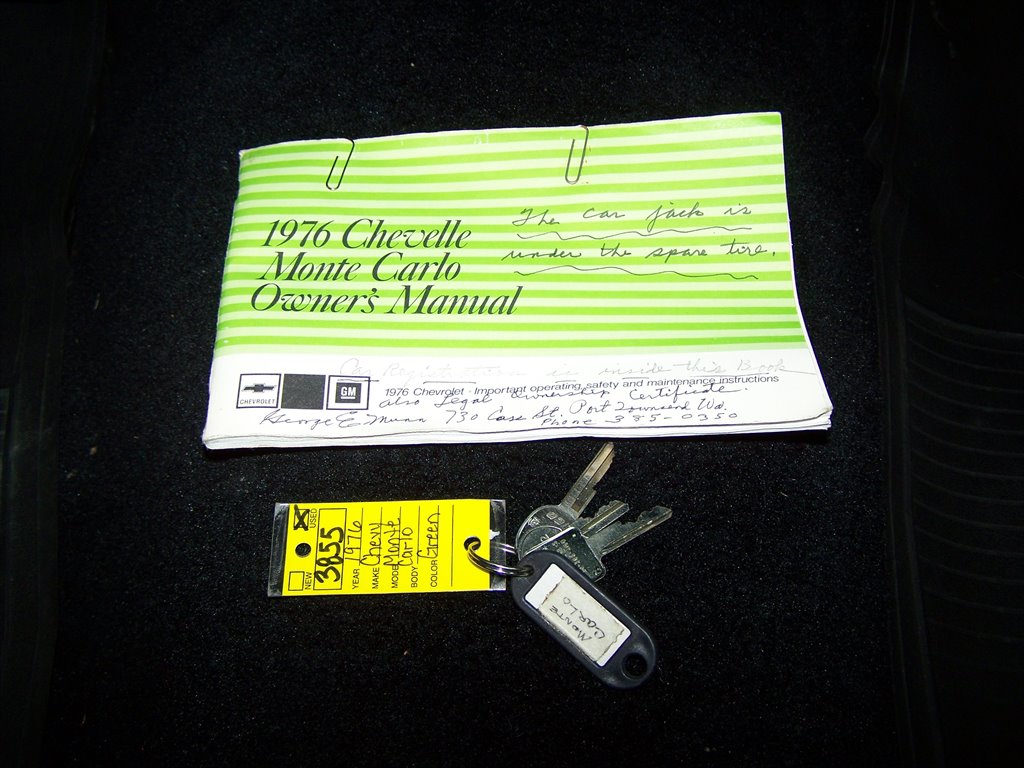 1976 Chevelle
Monte Carlo
Owner's Manual
The car jack is
under the spare tire.
Car Registration is inside this Book
CHEVROLET
GM
1976 Chevrolet - Important operating, safety and maintenance instructions
also Legal Ownership Certificate.
George E Munn 730 Cass St. Port Townsend Wa.
Phone 385-0350
NEW
USED
3855
YEAR 1976
MAKE Chevy
MODEL Monte
Carlo
BODY
COLOR Green
MONTE
CARLO